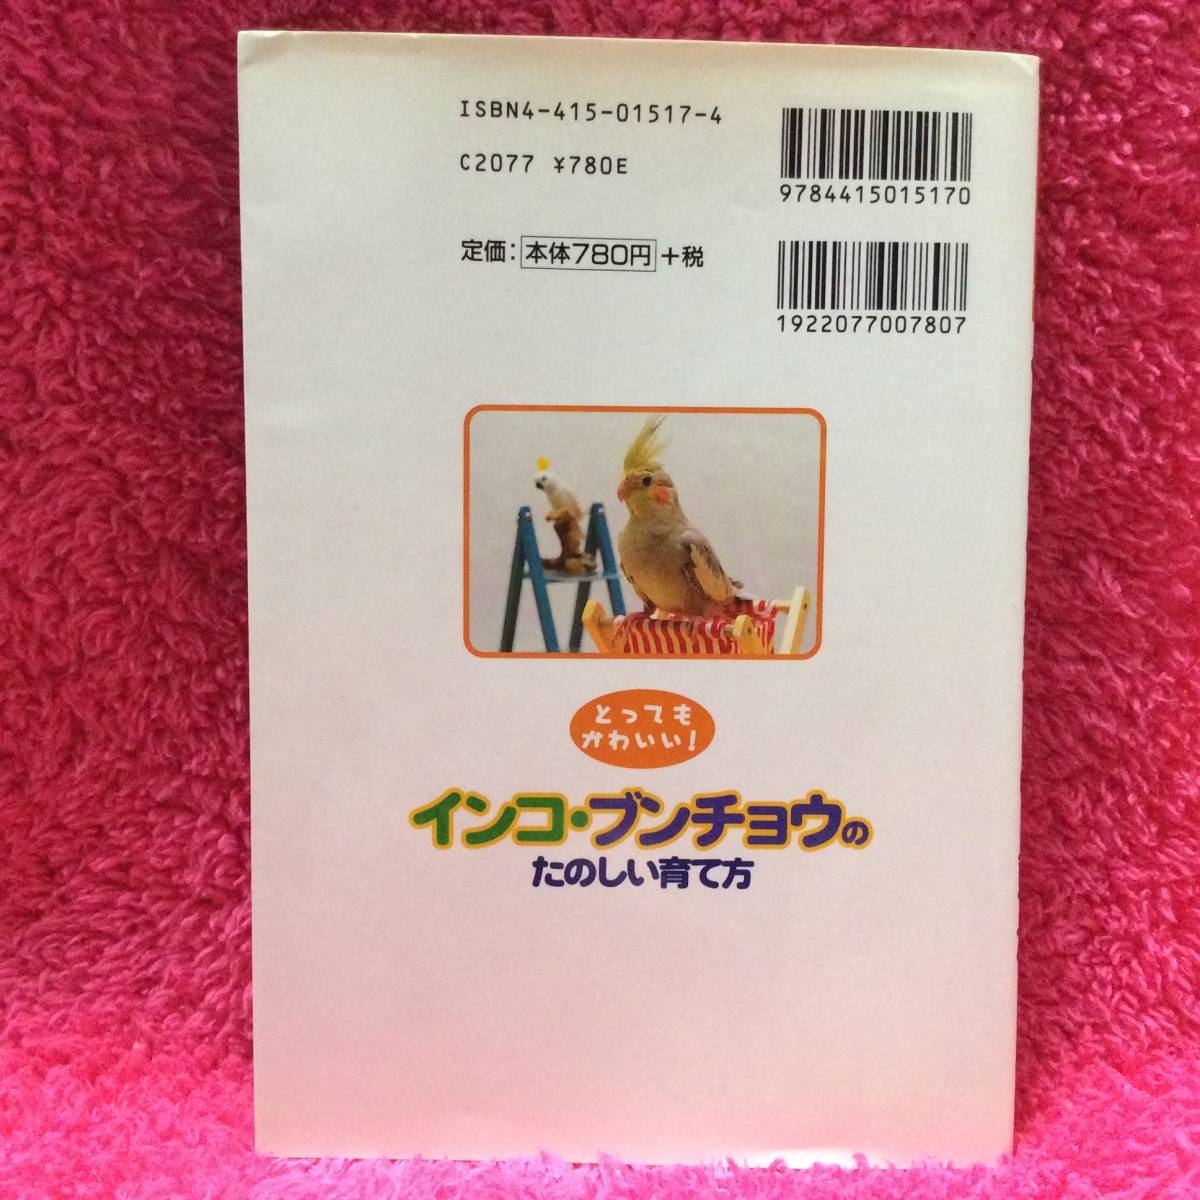 ISBN4-415-01517-4
C2077 ¥780E
9784415015170
定価：本体780円＋税
1922077007807
とっても
かわいい！
インコ・ブンチョウの
たのしい育て方